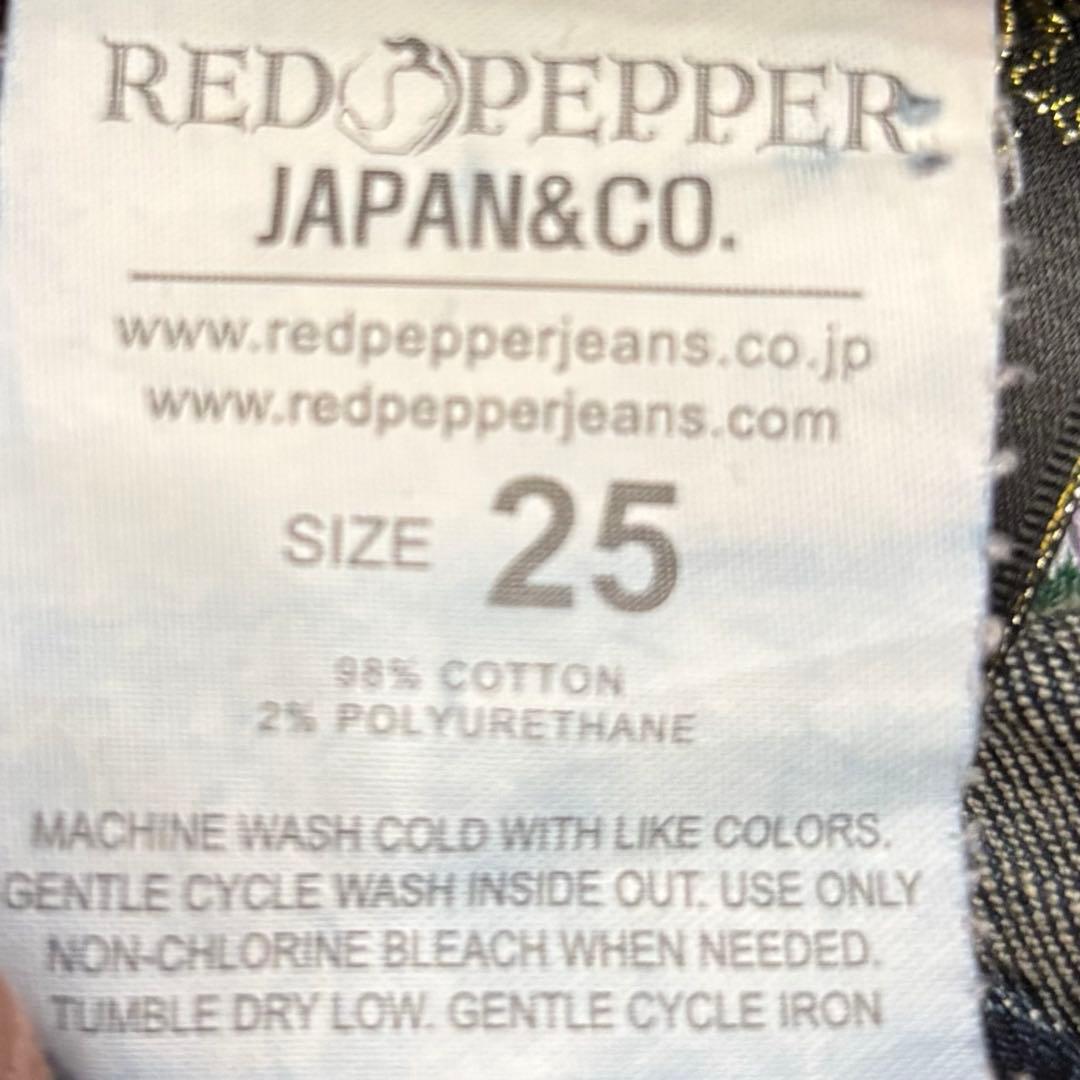 RED PEPPER
JAPAN&CO.
www.redpepperjeans.co.jp
www.redpepperjeans.com
SIZE 25
98% COTTON
2% POLYURETHANE
MACHINE WASH COLD WITH LIKE COLORS.
GENTLE CYCLE WASH INSIDE OUT. USE ONLY
NON-CHLORINE BLEACH WHEN NEEDED.
TUMBLE DRY LOW. GENTLE CYCLE IRON